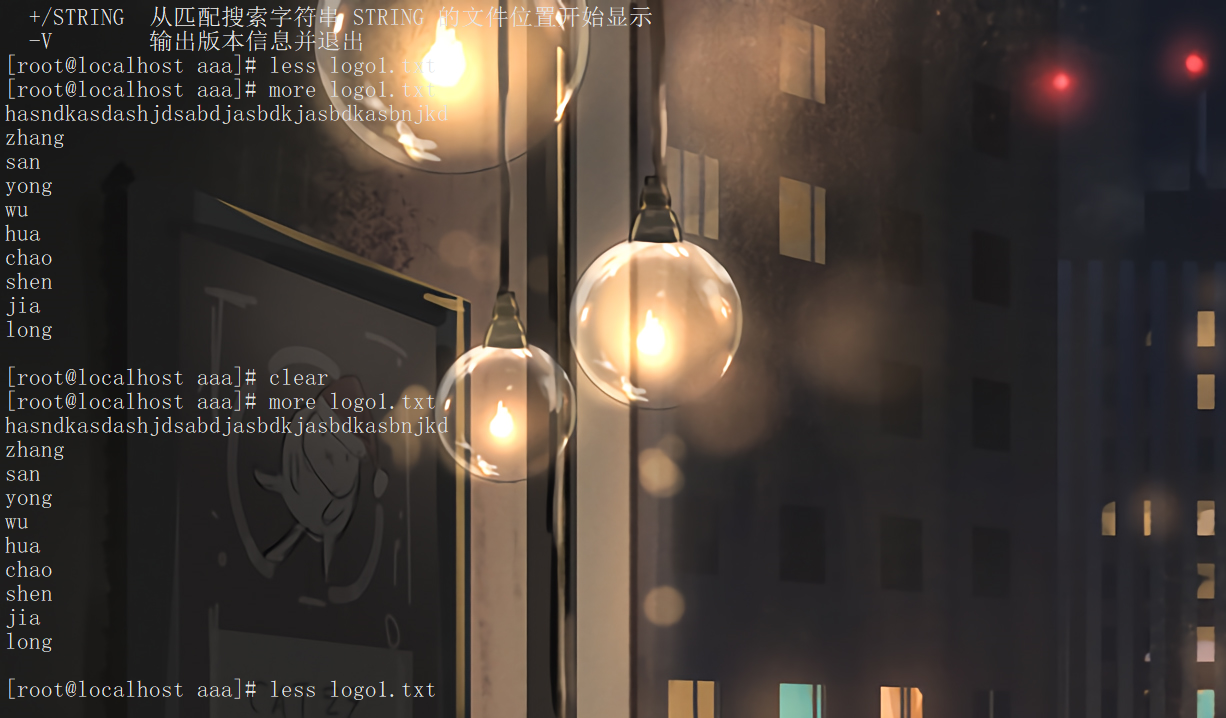 +/STRING 从匹配搜索字符串 STRING 的文件位置开始显示
-V 输出版本信息并退出
[root@localhost aaa]# less logo1.txt
[root@localhost aaa]# more logo1.txt
hasndkasdashjdsabdjasbdkjasbdkasbnjkd
zhang
san
yong
wu
hua
chao
shen
jia
long
[root@localhost aaa]# clear
[root@localhost aaa]# more logo1.txt
hasndkasdashjdsabdjasbdkjasbdkasbnjkd
zhang
san
yong
wu
hua
chao
shen
jia
long
[root@localhost aaa]# less logo1.txt